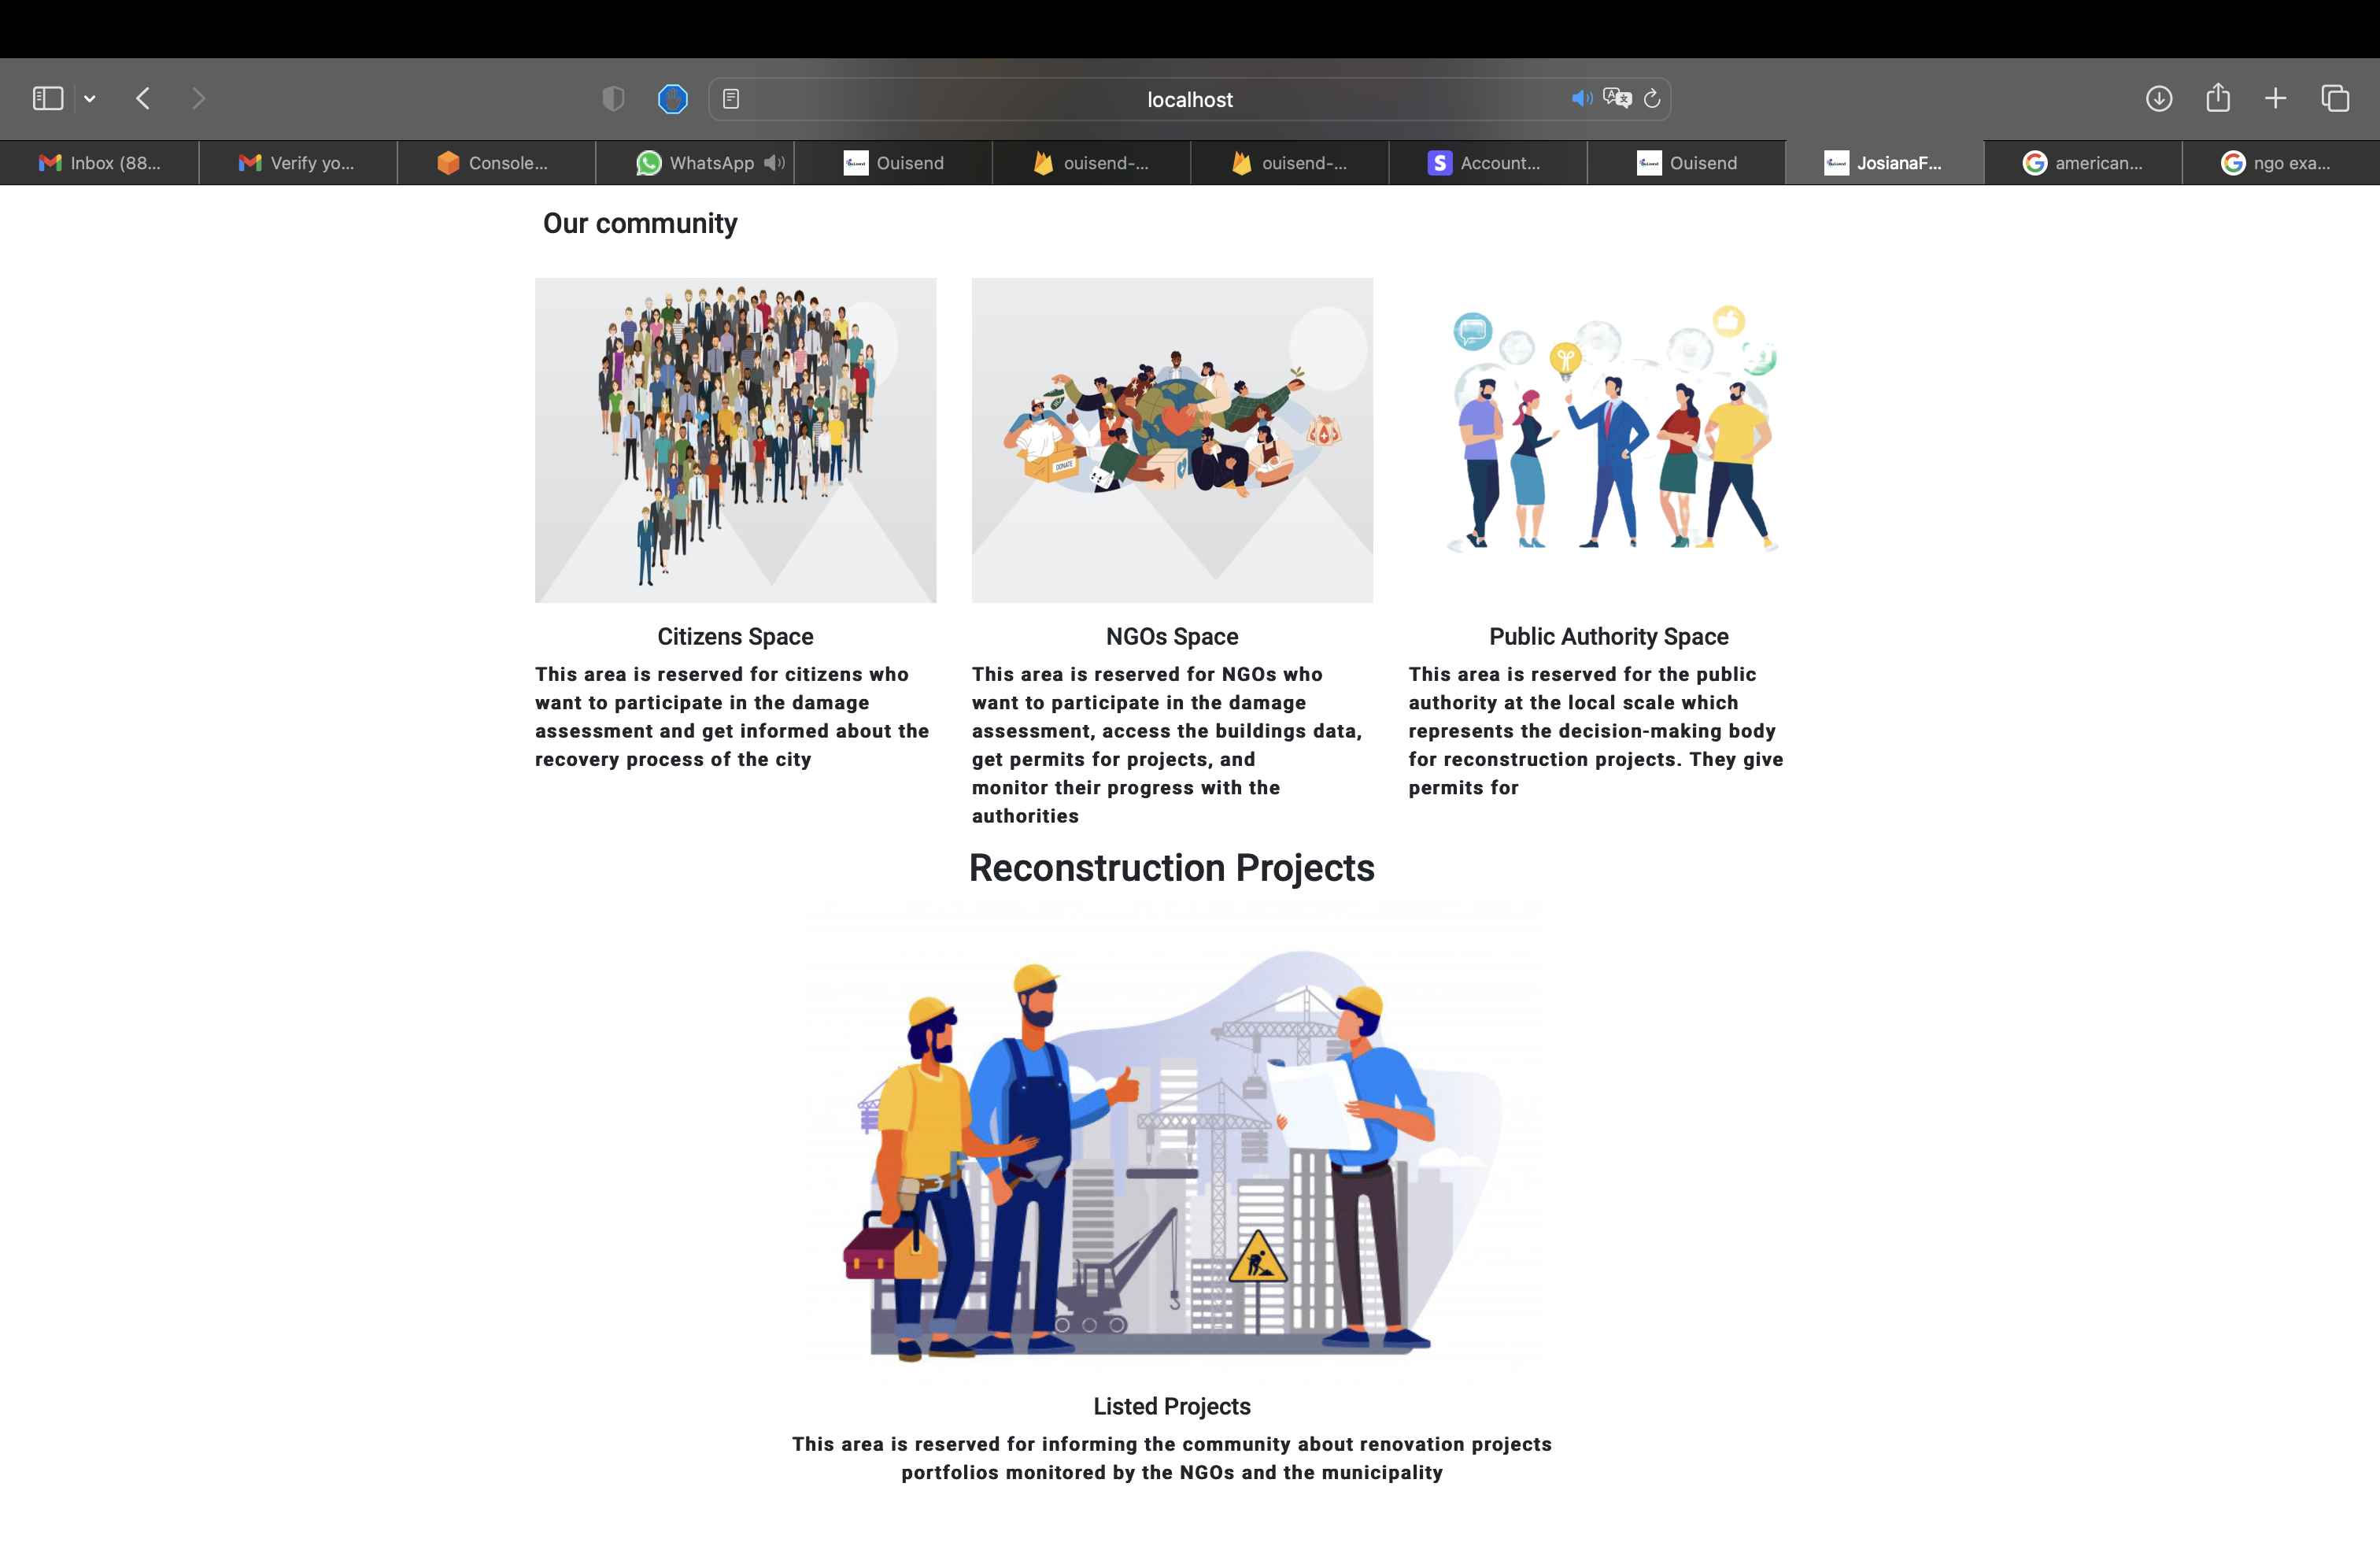 localhost
Inbox (88...
Verify yo...
Console...
WhatsApp
Ouisend
ouisend-...
ouisend-...
Account...
Ouisend
JosianaF...
american...
ngo exa...
Our community
DONATE
Citizens Space
This area is reserved for citizens who
want to participate in the damage
assessment and get informed about the
recovery process of the city
NGOs Space
This area is reserved for NGOs who
want to participate in the damage
assessment, access the buildings data,
get permits for projects, and
monitor their progress with the
authorities
Public Authority Space
This area is reserved for the public
authority at the local scale which
represents the decision-making body
for reconstruction projects. They give
permits for
Reconstruction Projects
Listed Projects
This area is reserved for informing the community about renovation projects
portfolios monitored by the NGOs and the municipality